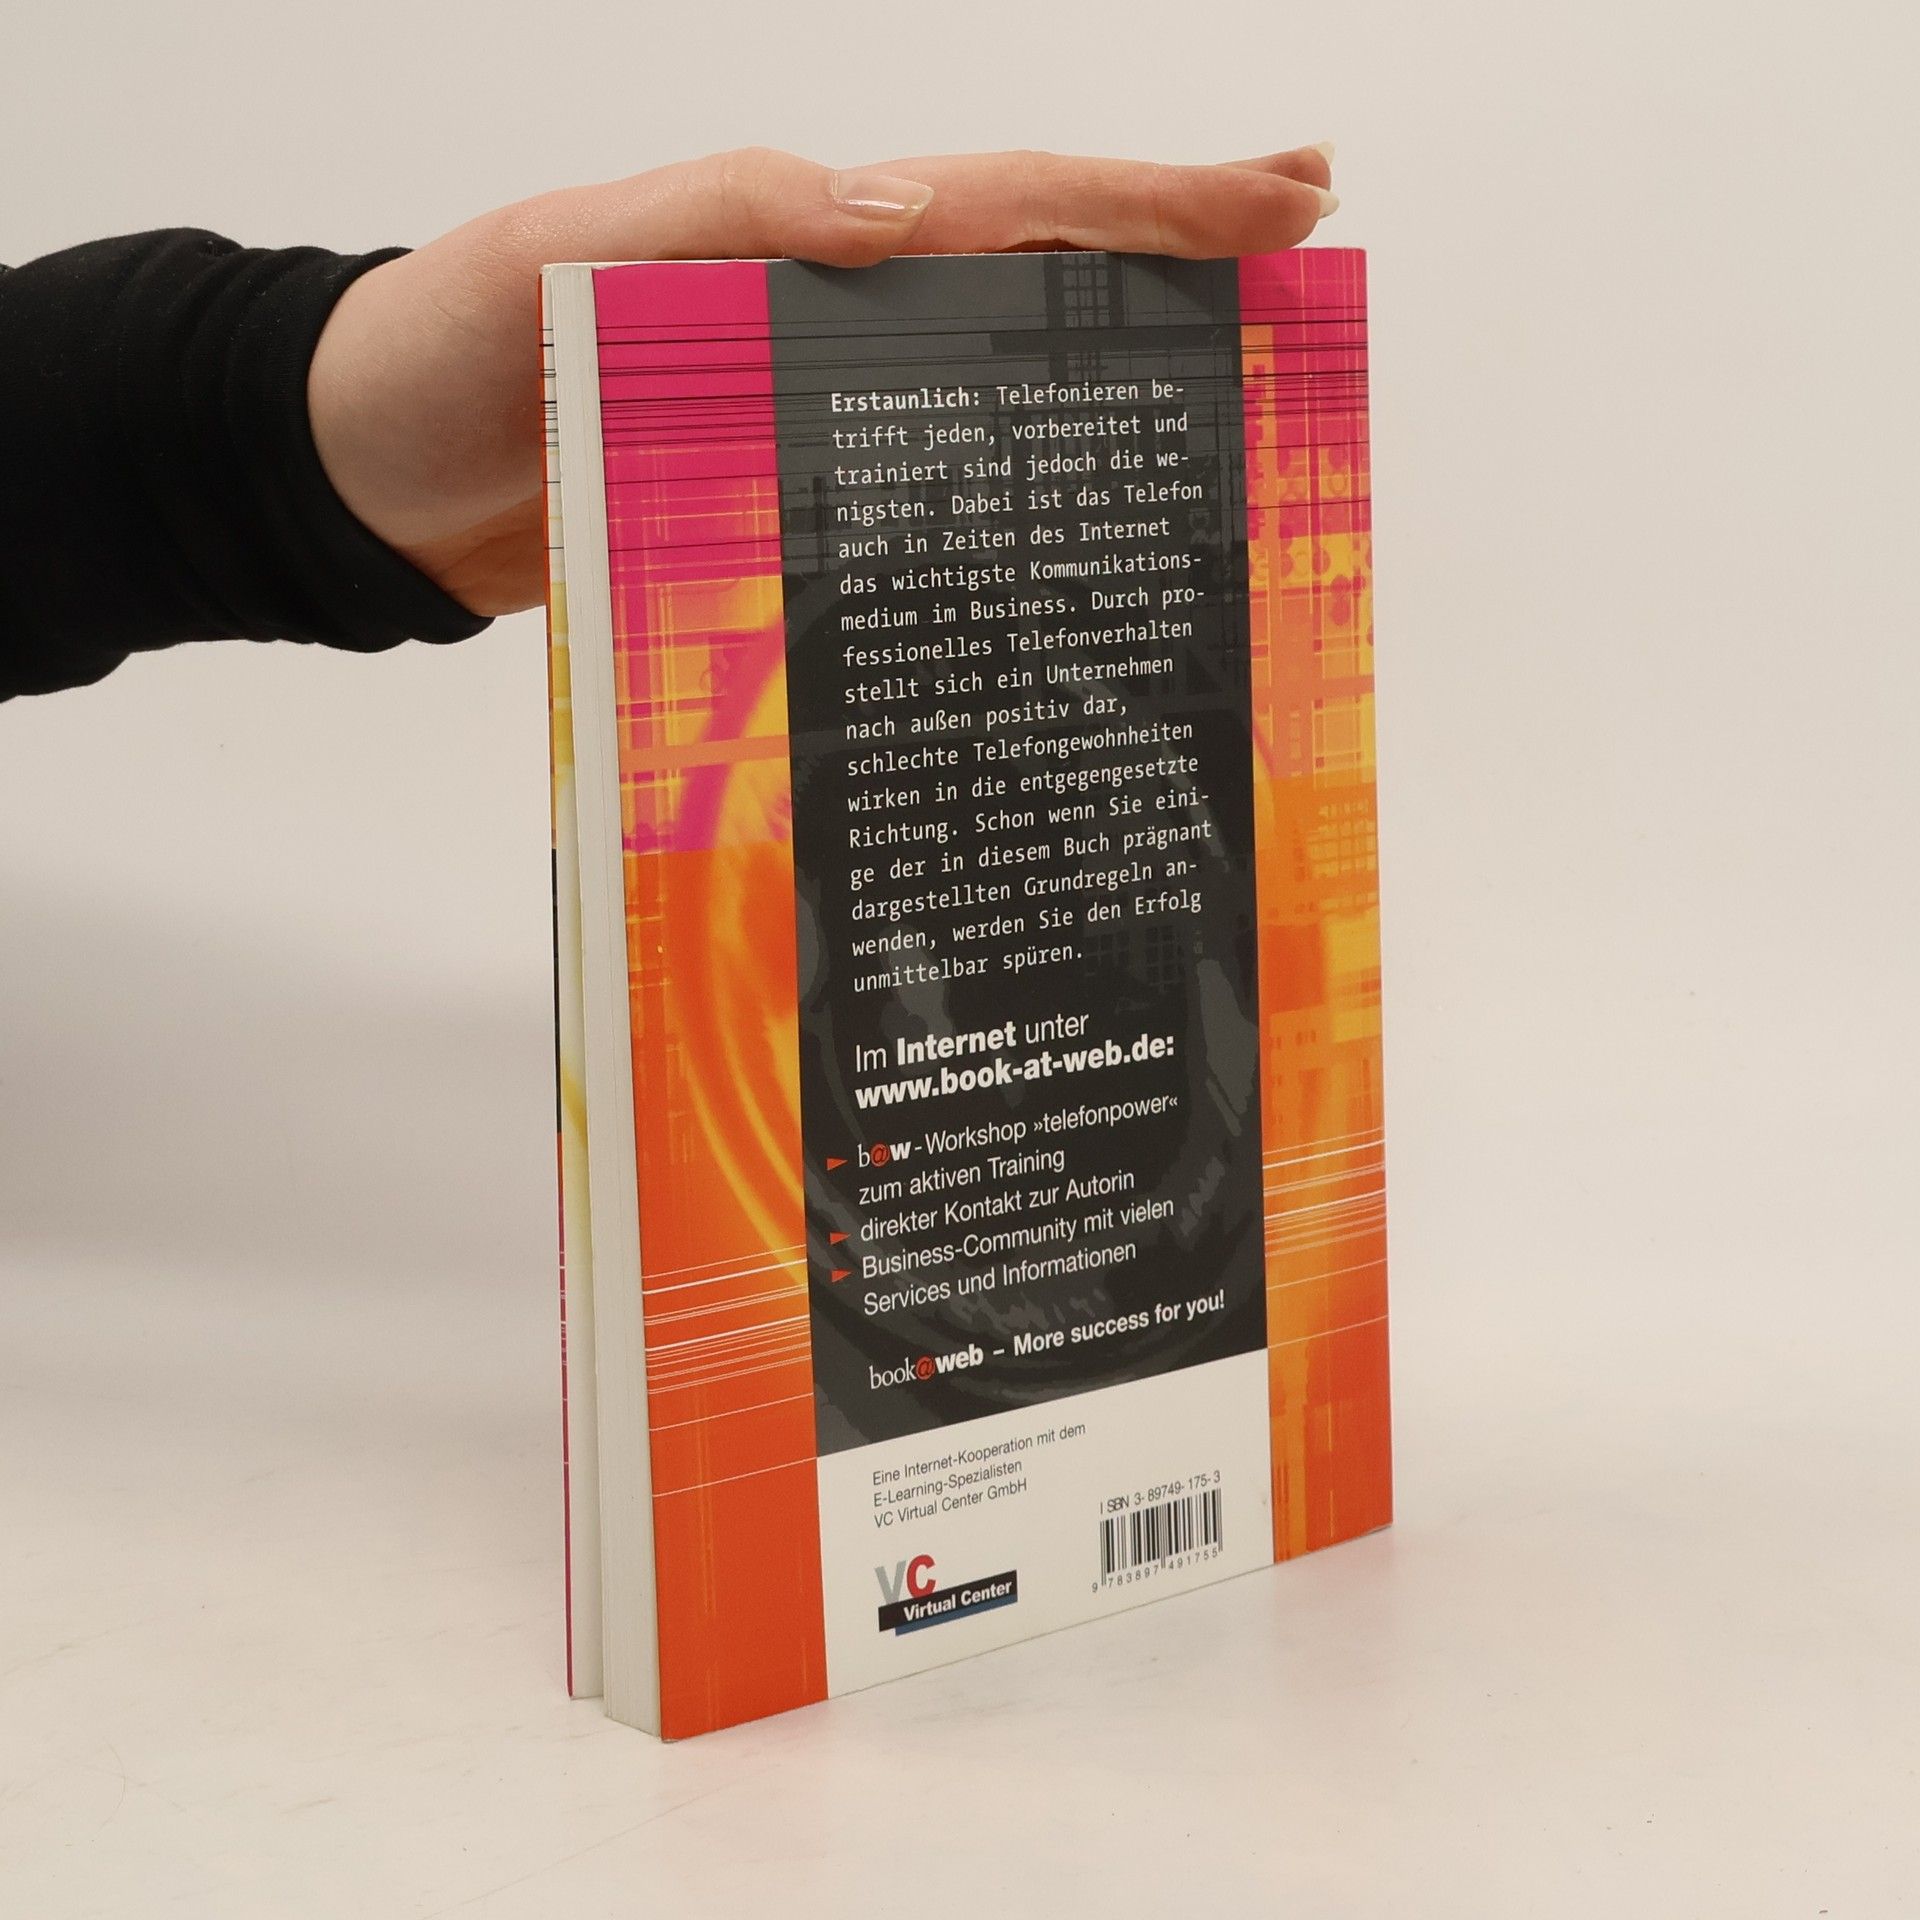 Erstaunlich: Telefonieren be-
trifft jeden, vorbereitet und
trainiert sind jedoch die we-
nigsten. Dabei ist das Telefon
auch in Zeiten des Internet
das wichtigste Kommunikations-
medium im Business. Durch pro-
fessionelles Telefonverhalten
stellt sich ein Unternehmen
nach außen positiv dar,
schlechte Telefongewohnheiten
wirken in die entgegengesetzte
Richtung. Schon wenn Sie eini-
ge der in diesem Buch prägnant
dargestellten Grundregeln an-
wenden, werden Sie den Erfolg
unmittelbar spüren.
Im Internet unter
www.book-at-web.de:
b@w-Workshop »telefonpower«
zum aktiven Training
direkter Kontakt zur Autorin
Business-Community mit vielen
Services und Informationen
book@web – More success for you!
Eine Internet-Kooperation mit dem
E-Learning-Spezialisten
VC Virtual Center GmbH
VC
Virtual Center
ISBN 3-89749-175-3
9 783897 491755